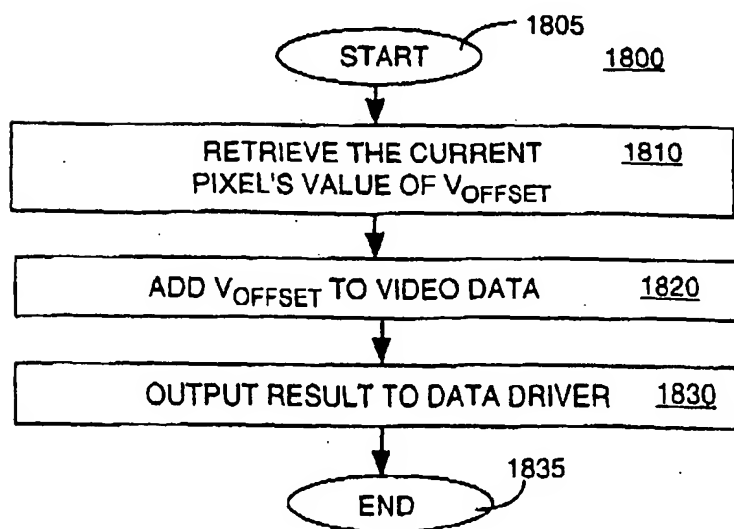 1805
START
1800
RETRIEVE THE CURRENT 1810
PIXEL'S VALUE OF VOFFSET
ADD VOFFSET TO VIDEO DATA 1820
OUTPUT RESULT TO DATA DRIVER 1830
1835
END